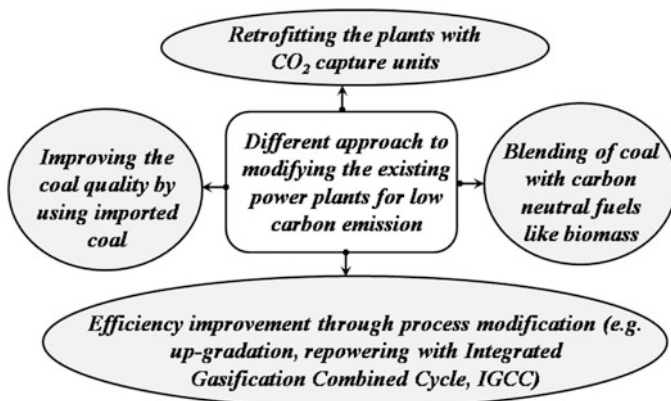 Retrofitting the plants with
CO₂ capture units
Improving the
coal quality by
using imported
coal
Different approach to
modifying the existing
power plants for low
carbon emission
Blending of coal
with carbon
neutral fuels
like biomass
Efficiency improvement through process modification (e.g.
up-gradation, repowering with Integrated
Gasification Combined Cycle, IGCC)